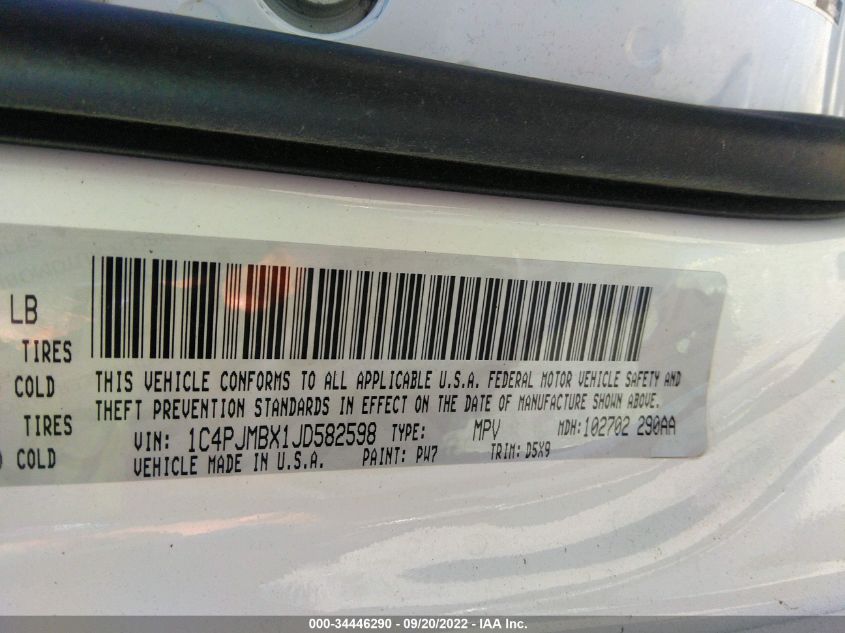 LB
TIRES
COLD
TIRES
COLD
THIS VEHICLE CONFORMS TO ALL APPLICABLE U.S.A. FEDERAL MOTOR VEHICLE SAFETY AND
THEFT PREVENTION STANDARDS IN EFFECT ON THE DATE OF MANUFACTURE SHOWN ABOVE.
VIN: 1C4PJMBX1JD582598 TYPE: MPV MDH: 102702 290AA
VEHICLE MADE IN U.S.A. PAINT: PW7 TRIM: D5X9
000-34446290 - 09/20/2022 - IAA Inc.